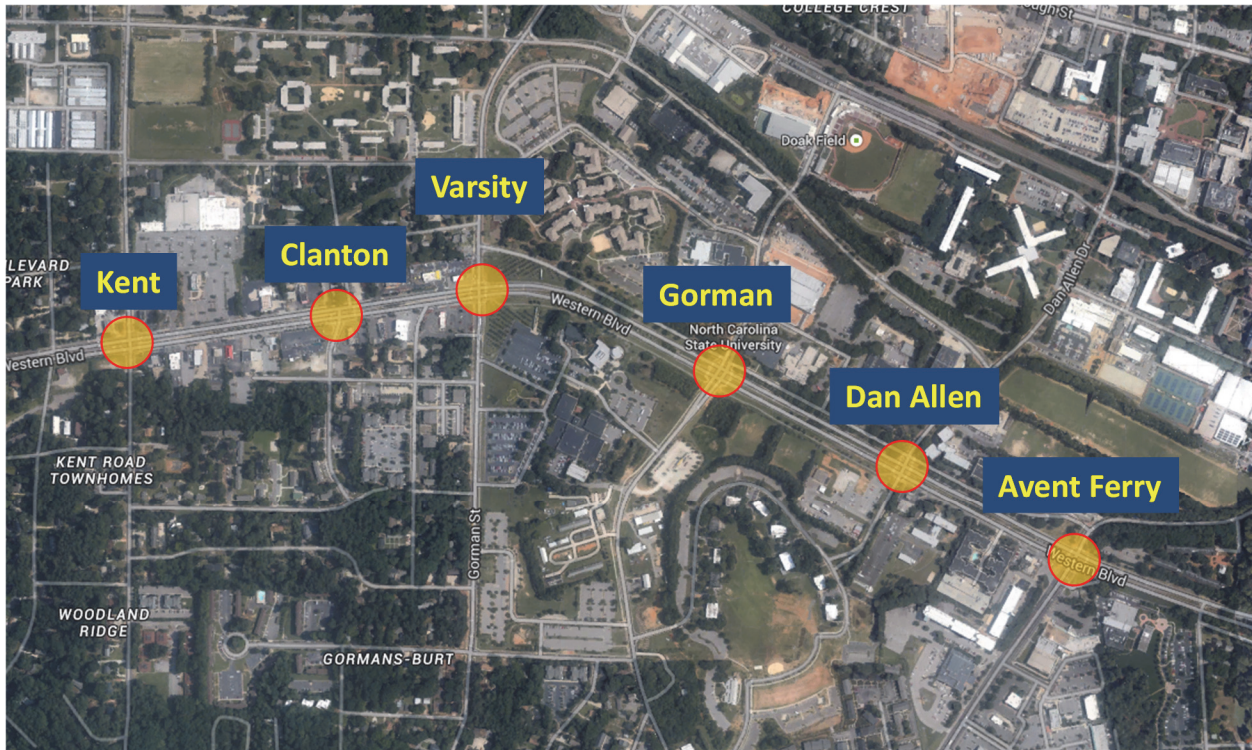 COLLEGE CREST
Doak Field
Varsity
Clanton
Kent
Gorman
Western Blvd
North Carolina
State University
Dan Allen Dr
Western Blvd
Dan Allen
Avent Ferry
KENT ROAD
TOWNHOMES
Gorman St
Western Blvd
WOODLAND
RIDGE
GORMANS-BURT
PARK